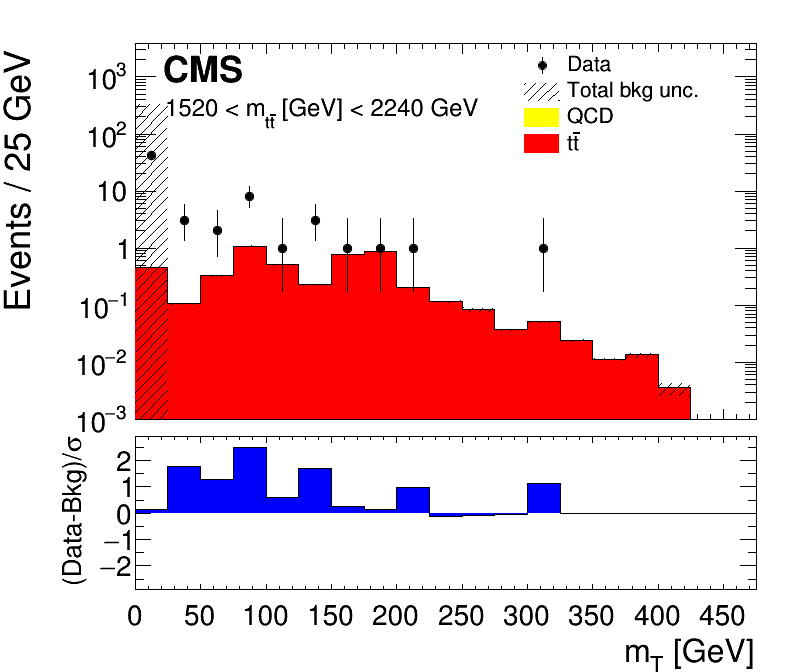 CMS
1520 < m_{tt̄} [GeV] < 2240 GeV
Data
Total bkg unc.
QCD
tt̄
Events / 25 GeV
10³
10²
10
1
10⁻¹
10⁻²
10⁻³
(Data-Bkg)/σ
2
1
0
−1
−2
0 50 100 150 200 250 300 350 400 450
m_T [GeV]